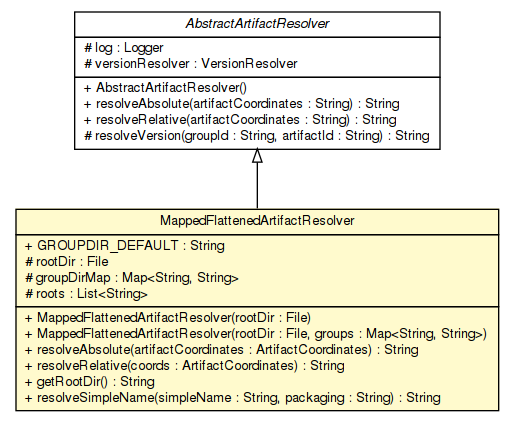 AbstractArtifactResolver
# log : Logger
# versionResolver : VersionResolver
+ AbstractArtifactResolver()
+ resolveAbsolute(artifactCoordinates : String) : String
+ resolveRelative(artifactCoordinates : String) : String
# resolveVersion(groupId : String, artifactId : String) : String
MappedFlattenedArtifactResolver
+ GROUPDIR_DEFAULT : String
# rootDir : File
# groupDirMap : Map<String, String>
# roots : List<String>
+ MappedFlattenedArtifactResolver(rootDir : File)
+ MappedFlattenedArtifactResolver(rootDir : File, groups : Map<String, String>)
+ resolveAbsolute(artifactCoordinates : ArtifactCoordinates) : String
+ resolveRelative(coords : ArtifactCoordinates) : String
+ getRootDir() : String
+ resolveSimpleName(simpleName : String, packaging : String) : String